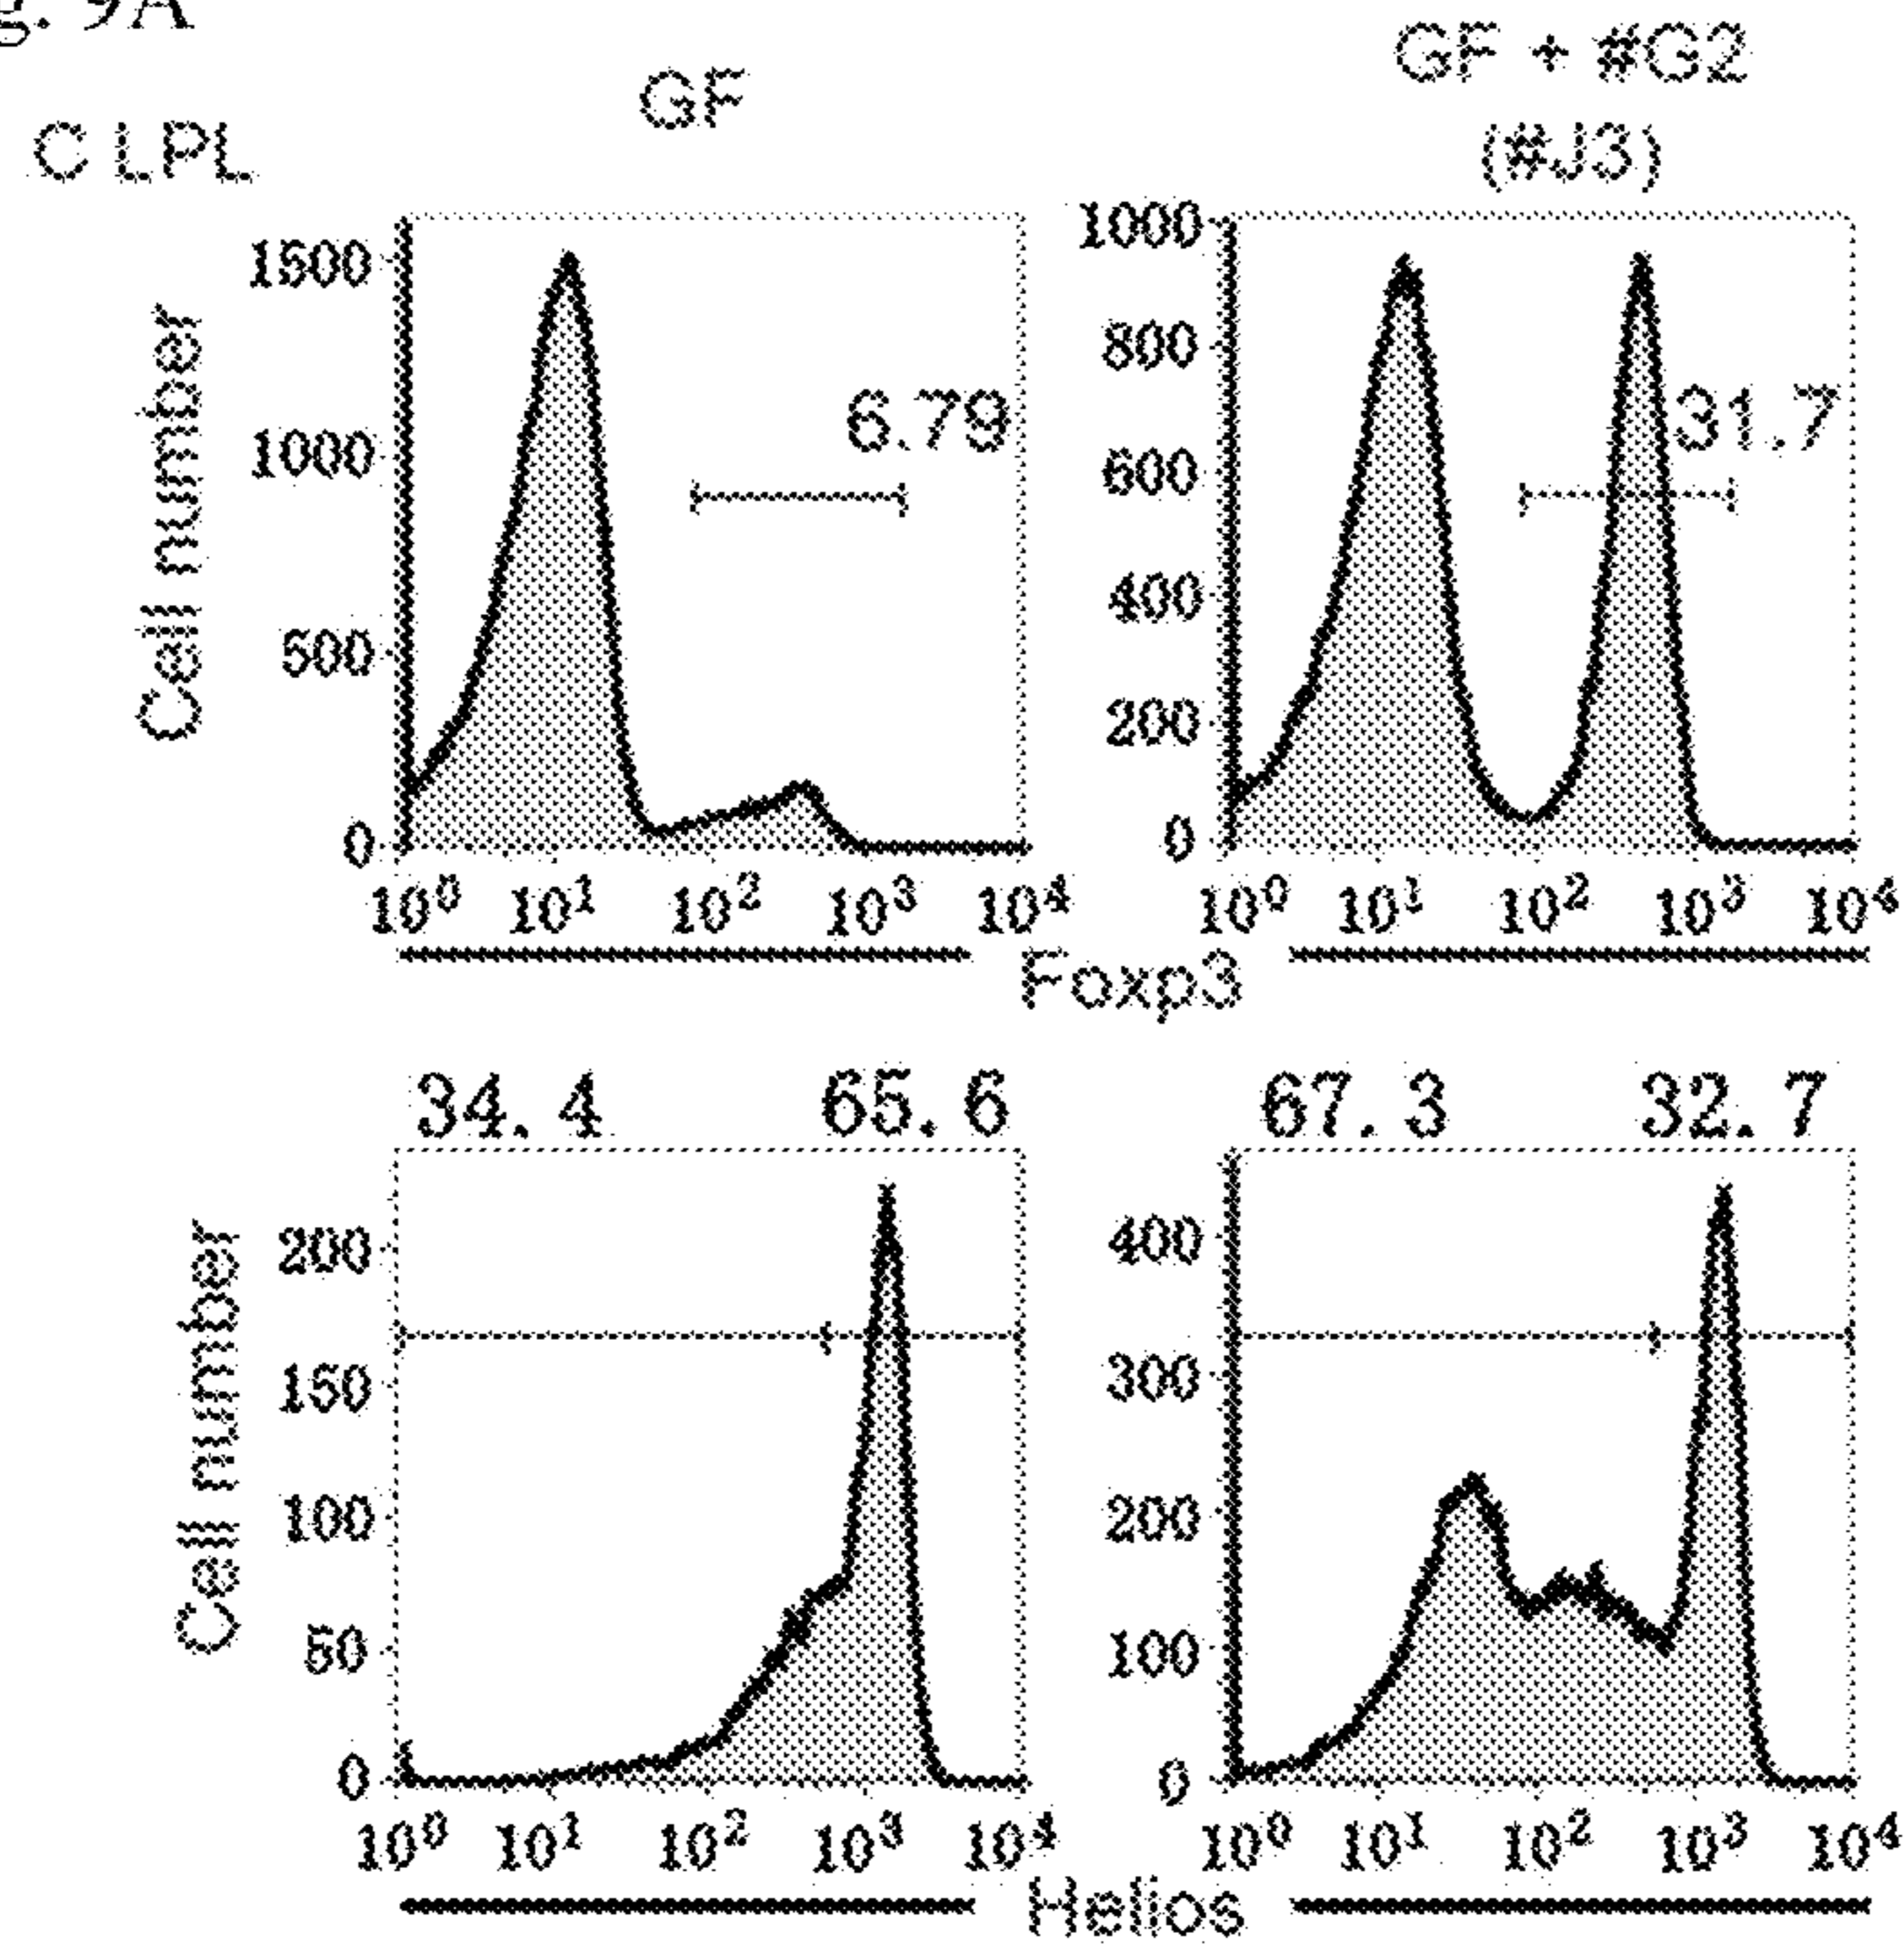 g. 9A
GF
GF + #G2
(#J3)
C LPL
Cell number
1500
1000
500
0
6.79
10⁰ 10¹ 10² 10³ 10⁴
1000
800
600
400
200
0
31.7
10⁰ 10¹ 10² 10³ 10⁴
Foxp3
34.4 65.6
Cell number
200
150
100
50
0
10⁰ 10¹ 10² 10³ 10⁴
67.3 32.7
400
300
200
100
0
10⁰ 10¹ 10² 10³ 10⁴
Helios